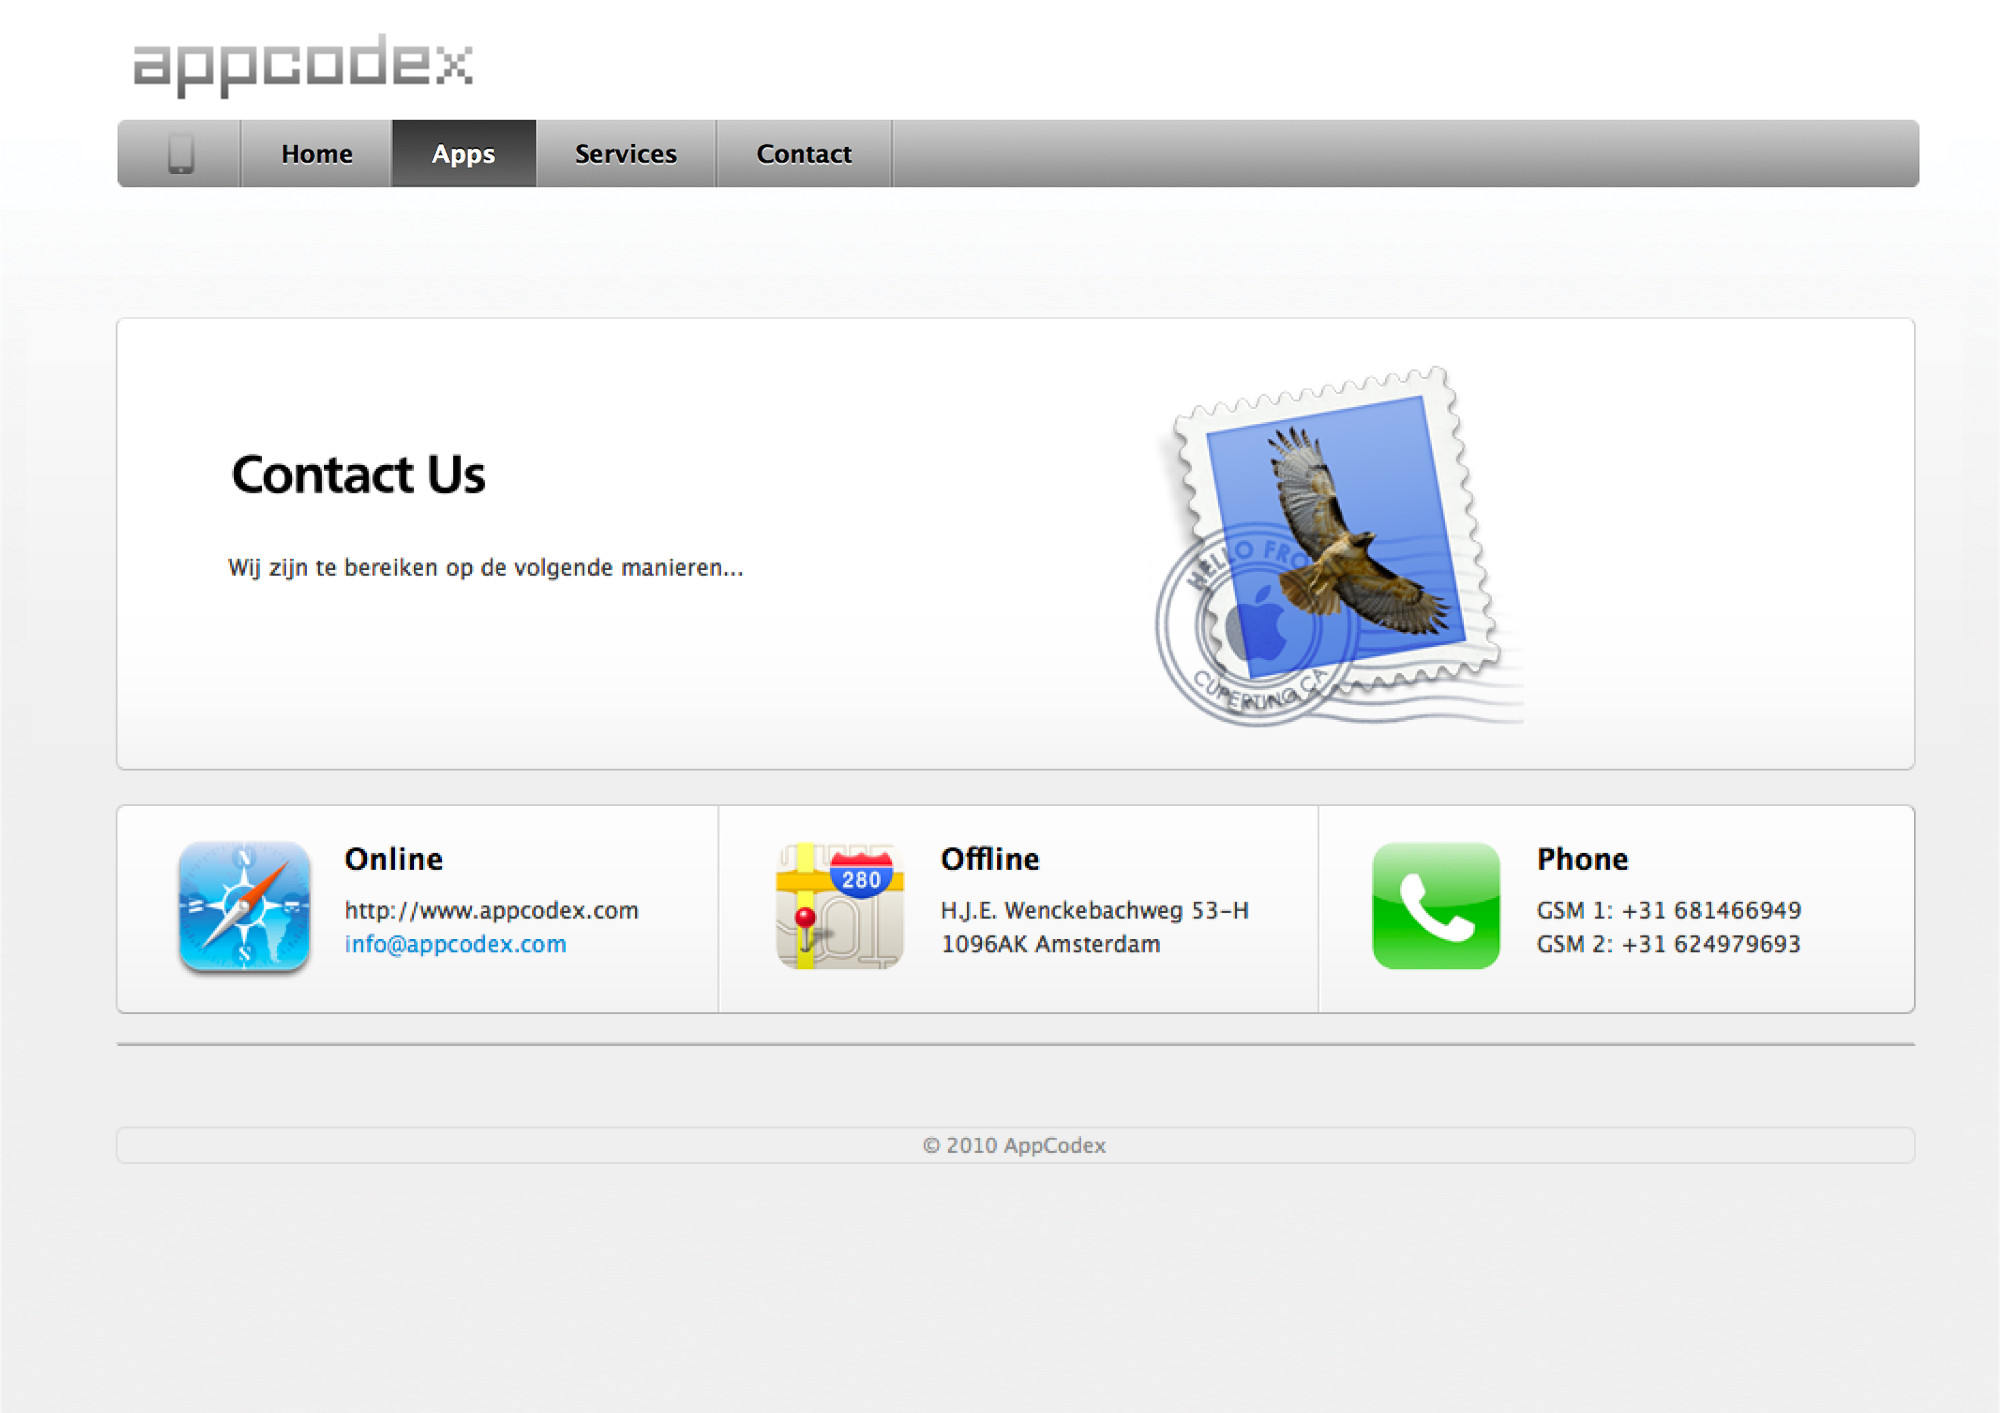 appcodex
Home
Apps
Services
Contact
Contact Us
Wij zijn te bereiken op de volgende manieren...
HELLO FRO
CUPERTINO CA
Online
http://www.appcodex.com
info@appcodex.com
N
W
S
280
Offline
H.J.E. Wenckebachweg 53-H
1096AK Amsterdam
Phone
GSM 1: +31 681466949
GSM 2: +31 624979693
© 2010 AppCodex